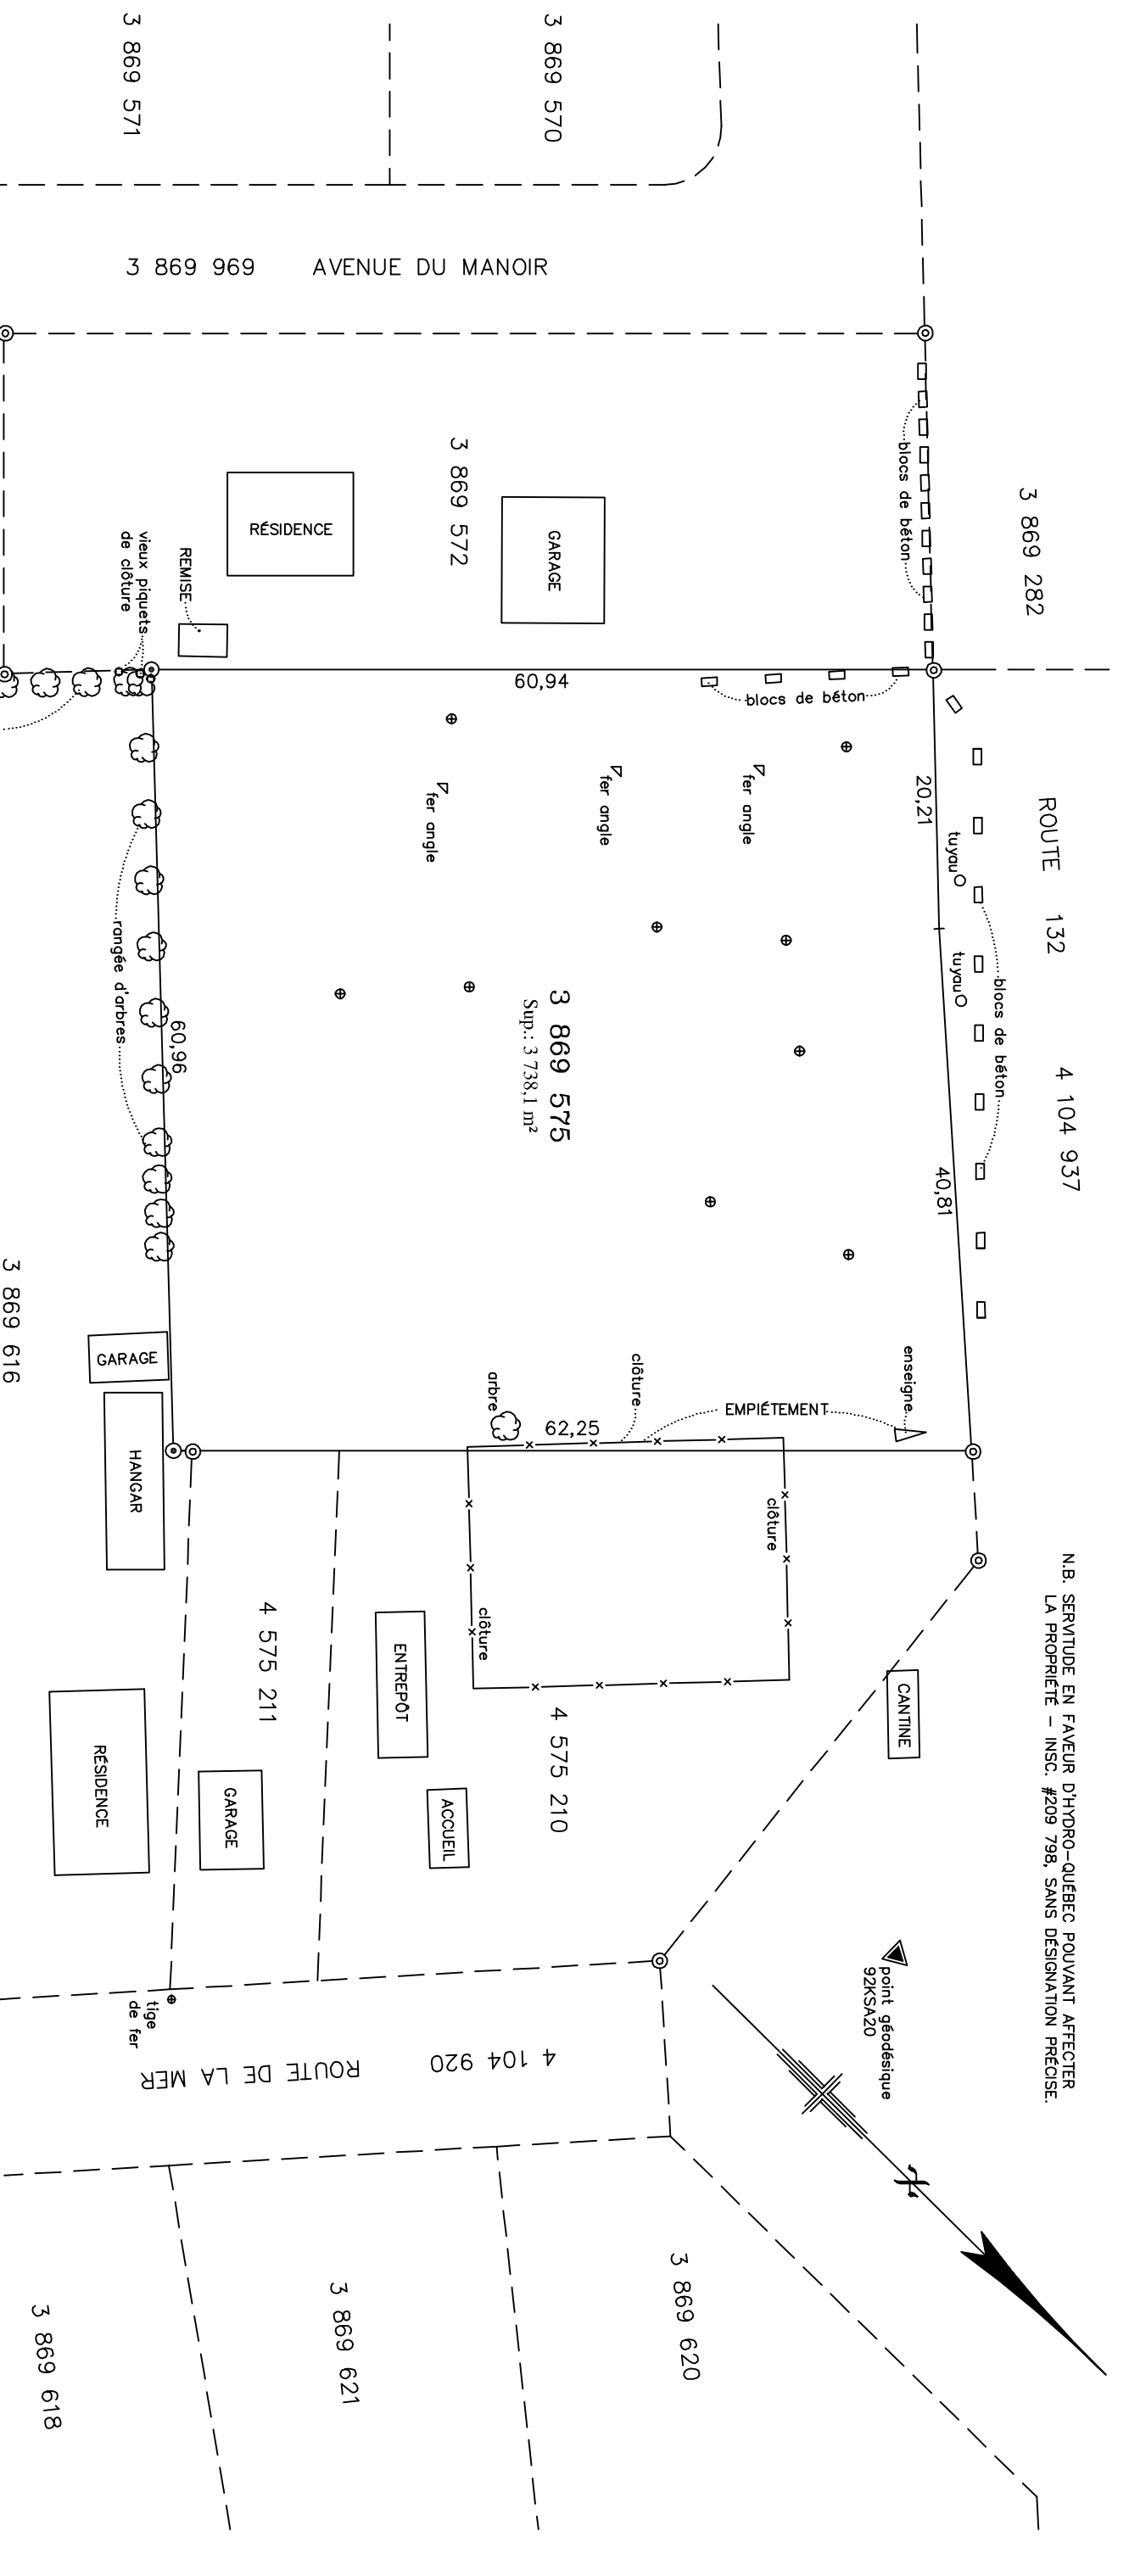 3 869 571
3 869 570
3 869 969 AVENUE DU MANOIR
3 869 572
RÉSIDENCE
GARAGE
REMISE
vieux piquets
de clôture
blocs de béton
3 869 282
60,94
blocs de béton
fer angle
fer angle
fer angle
20,21
tuyau
tuyau
ROUTE 132
4 104 937
blocs de béton
40,81
rangée d'arbres
60,96
3 869 575
Sup.: 3 738,1 m²
3 869 616
GARAGE
HANGAR
arbre
62,25
clôture
EMPIÉTEMENT
enseigne
clôture
clôture
4 575 211
ENTREPÔT
4 575 210
CANTINE
RÉSIDENCE
GARAGE
ACCUEIL
N.B. SERVITUDE EN FAVEUR D'HYDRO-QUÉBEC POUVANT AFFECTER
LA PROPRIÉTÉ - INSC. #209 798, SANS DÉSIGNATION PRÉCISE.
point géodésique
92KSA20
tige
de fer
4 104 920 ROUTE DE LA MER
3 869 618
3 869 621
3 869 620